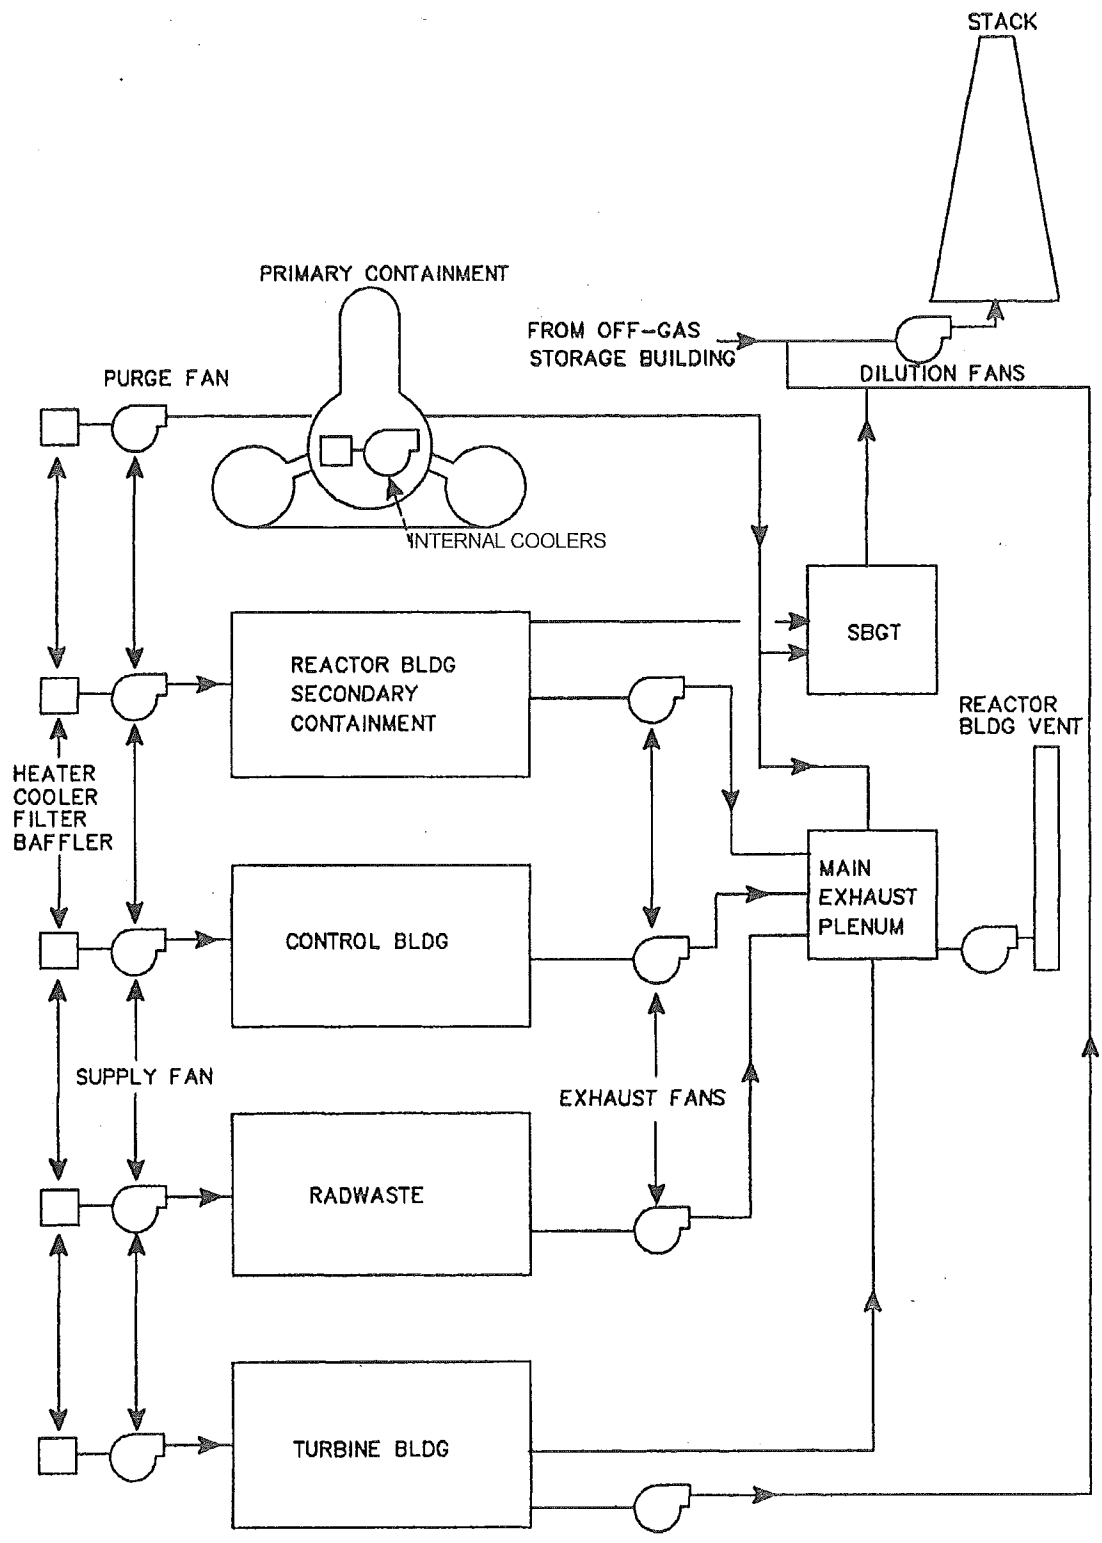 STACK
PRIMARY CONTAINMENT
FROM OFF-GAS
STORAGE BUILDING
PURGE FAN
DILUTION FANS
INTERNAL COOLERS
SBGT
REACTOR BLDG
SECONDARY
CONTAINMENT
REACTOR
BLDG VENT
HEATER
COOLER
FILTER
BAFFLER
MAIN
EXHAUST
PLENUM
CONTROL BLDG
SUPPLY FAN
EXHAUST FANS
RADWASTE
TURBINE BLDG